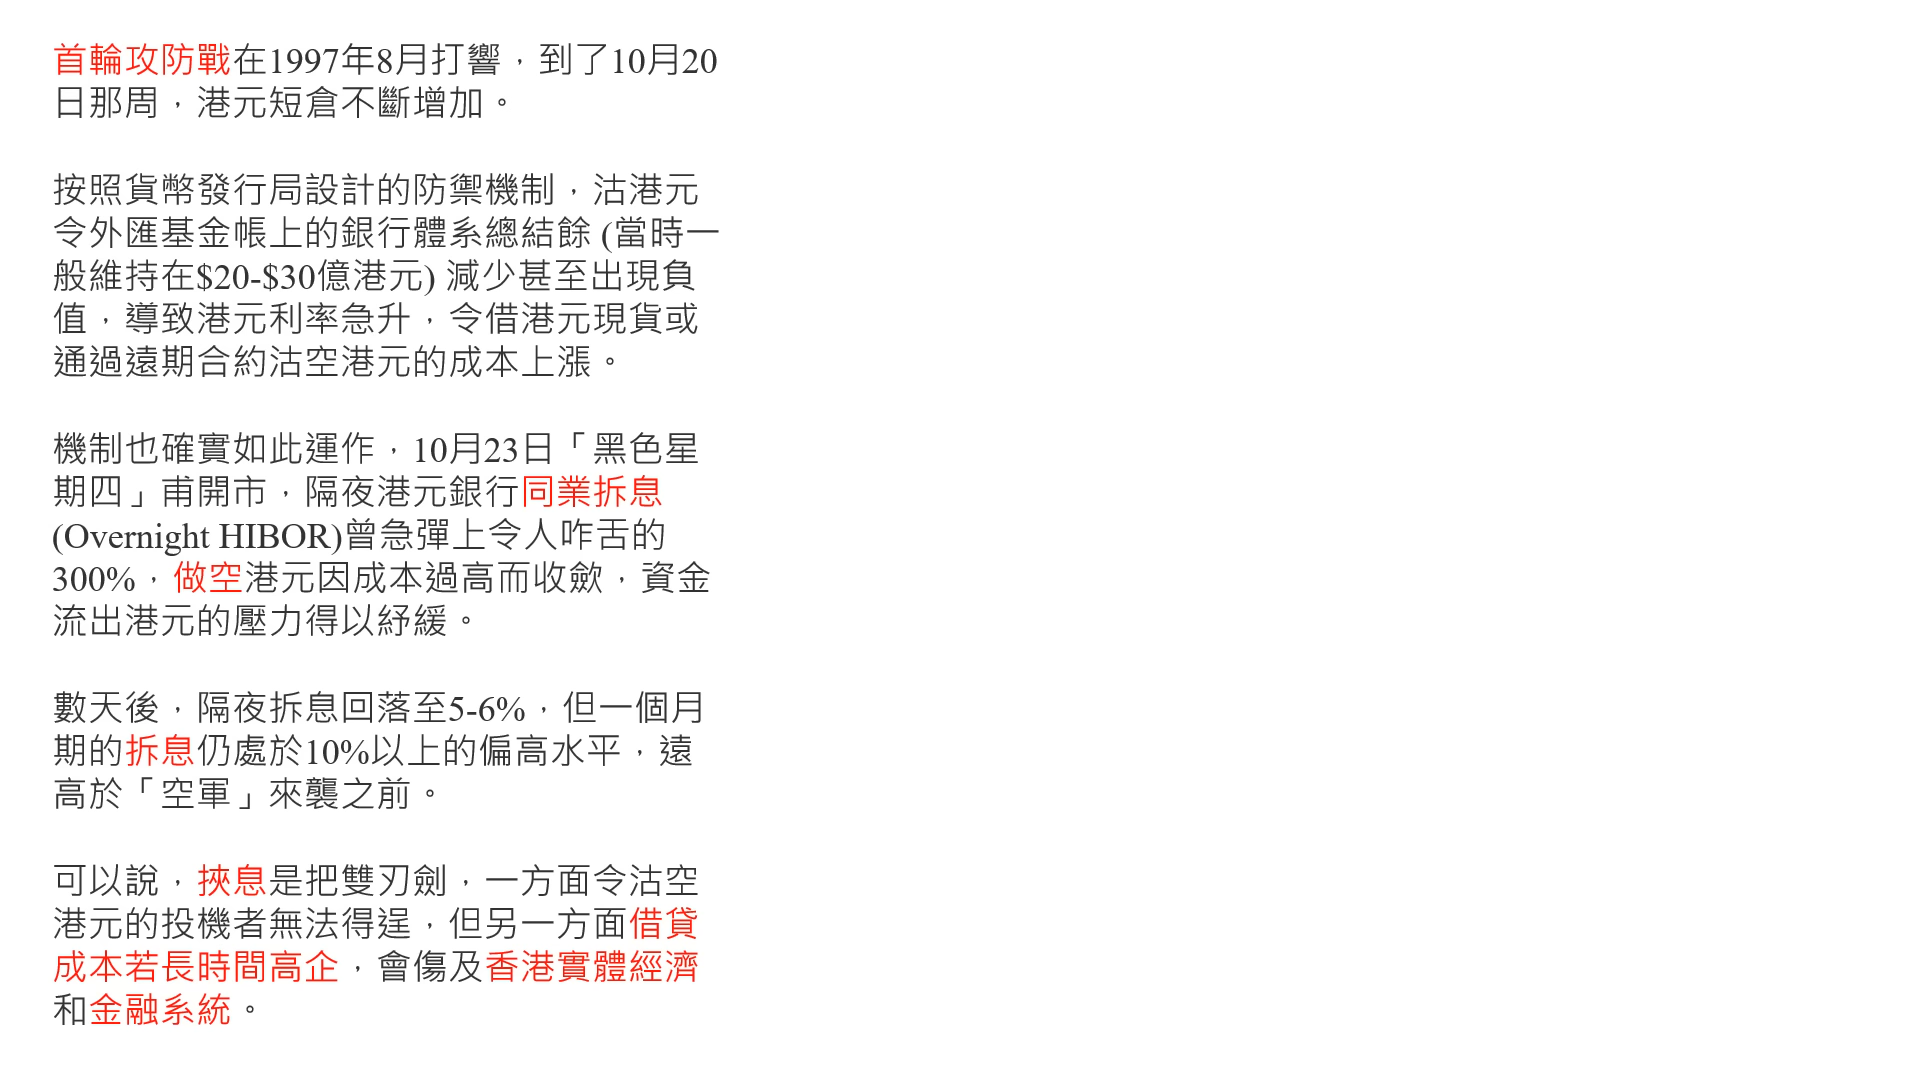 首輪攻防戰在1997年8月打響，到了10月20
日那周，港元短倉不斷增加。
按照貨幣發行局設計的防禦機制，沽港元
令外匯基金帳上的銀行體系總結餘 (當時一
般維持在$20-$30億港元) 減少甚至出現負
值，導致港元利率急升，令借港元現貨或
通過遠期合約沽空港元的成本上漲。
機制也確實如此運作，10月23日「黑色星
期四」甫開市，隔夜港元銀行同業拆息
(Overnight HIBOR)曾急彈上令人咋舌的
300%，做空港元因成本過高而收歛，資金
流出港元的壓力得以紓緩。
數天後，隔夜拆息回落至5-6%，但一個月
期的拆息仍處於10%以上的偏高水平，遠
高於「空軍」來襲之前。
可以說，挾息是把雙刃劍，一方面令沽空
港元的投機者無法得逞，但另一方面借貸
成本若長時間高企，會傷及香港實體經濟
和金融系統。